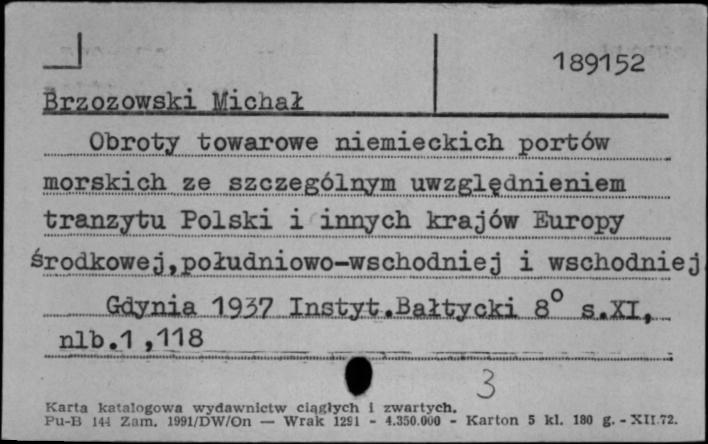 189152
Brzozowski Michał
Obroty towarowe niemieckich portów
morskich ze szczególnym uwzględnieniem
tranzytu Polski i innych krajów Europy
środkowej,południowo-wschodniej i wschodniej
Gdynia 1937 Instyt.Bałtycki 8° s.XI,
nlb.1 ,118
3
Karta katalogowa wydawnictw ciągłych i zwartych.
Pu-B 144 Zam. 1991/DW/On — Wrak 1291 - 4.350.000 - Karton 5 kl. 180 g. - XII.72.